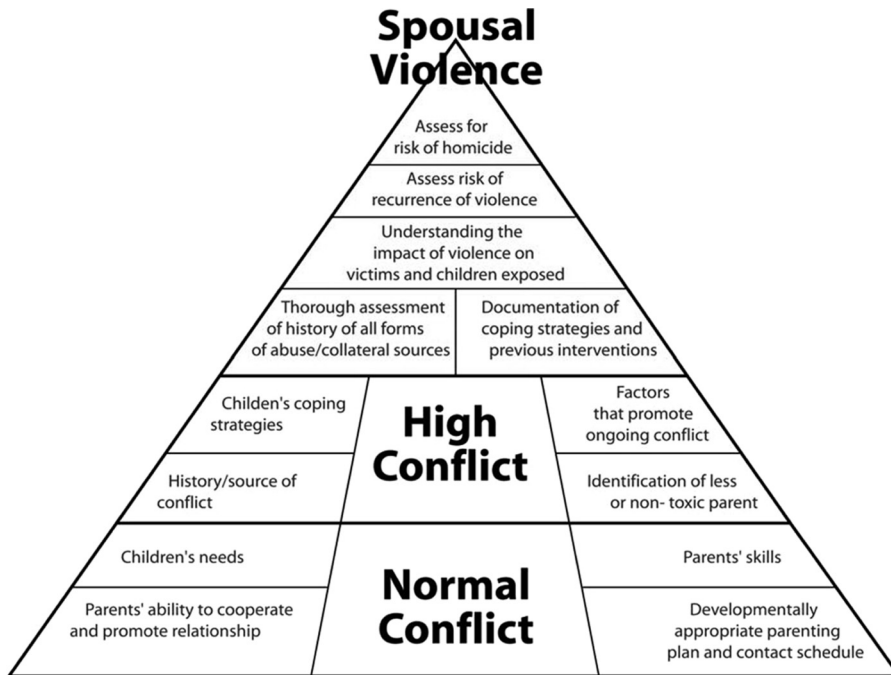 Spousal
Violence
Assess for
risk of homicide
Assess risk of
recurrence of violence
Understanding the
impact of violence on
victims and children exposed
Thorough assessment
of history of all forms
of abuse/collateral sources
Documentation of
coping strategies and
previous interventions
Childen's coping
strategies
History/source of
conflict
High
Conflict
Factors
that promote
ongoing conflict
Identification of less
or non- toxic parent
Children's needs
Parents' ability to cooperate
and promote relationship
Normal
Conflict
Parents' skills
Developmentally
appropriate parenting
plan and contact schedule